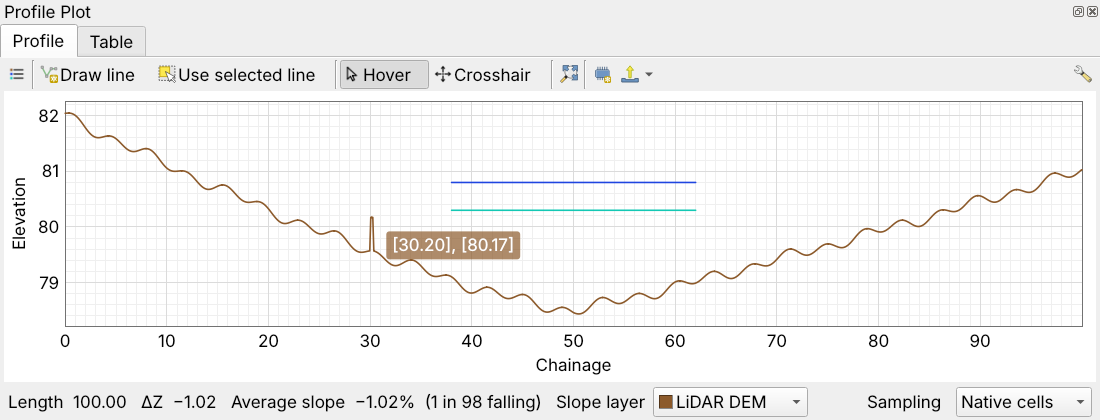 Profile Plot
Profile Table
Draw line Use selected line Hover Crosshair
82
81
80
79
Elevation
[30.20], [80.17]
0 10 20 30 40 50 60 70 80 90
Chainage
Length 100.00 ΔZ −1.02 Average slope −1.02% (1 in 98 falling) Slope layer LiDAR DEM Sampling Native cells